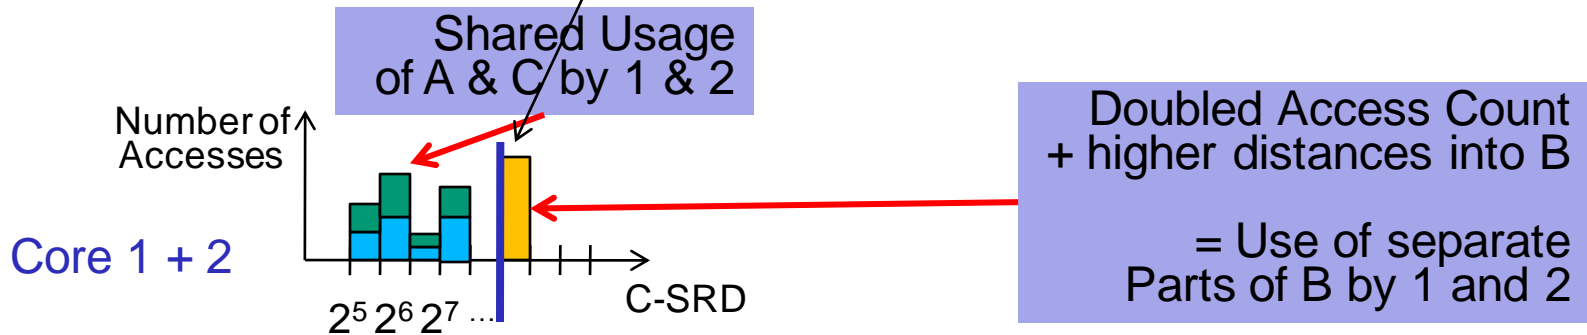 Shared Usage
of A & C by 1 & 2
Number of
Accesses
Doubled Access Count
+ higher distances into B
= Use of separate
Parts of B by 1 and 2
Core 1 + 2
C-SRD
2⁵ 2⁶ 2⁷ ...